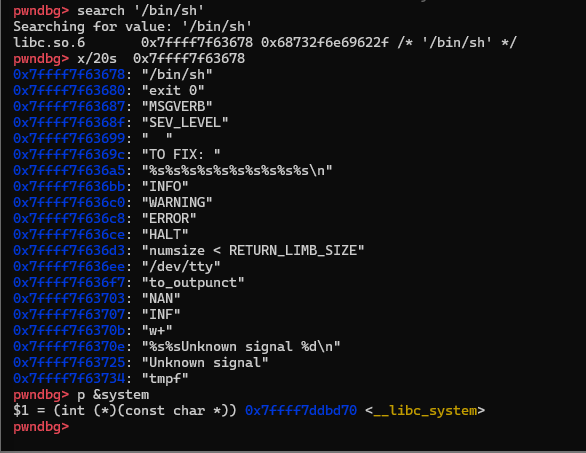 pwndbg> search '/bin/sh'
Searching for value: '/bin/sh'
libc.so.6       0x7ffff7f63678 0x68732f6e69622f /* '/bin/sh' */
pwndbg> x/20s  0x7ffff7f63678
0x7ffff7f63678: "/bin/sh"
0x7ffff7f63680: "exit 0"
0x7ffff7f63687: "MSGVERB"
0x7ffff7f6368f: "SEV_LEVEL"
0x7ffff7f63699: "  "
0x7ffff7f6369c: "TO FIX: "
0x7ffff7f636a5: "%s%s%s%s%s%s%s%s%s%s\n"
0x7ffff7f636bb: "INFO"
0x7ffff7f636c0: "WARNING"
0x7ffff7f636c8: "ERROR"
0x7ffff7f636ce: "HALT"
0x7ffff7f636d3: "numsize < RETURN_LIMB_SIZE"
0x7ffff7f636ee: "/dev/tty"
0x7ffff7f636f7: "to_outpunct"
0x7ffff7f63703: "NAN"
0x7ffff7f63707: "INF"
0x7ffff7f6370b: "w+"
0x7ffff7f6370e: "%s%sUnknown signal %d\n"
0x7ffff7f63725: "Unknown signal"
0x7ffff7f63734: "tmpf"
pwndbg> p &system
$1 = (int (*)(const char *)) 0x7ffff7ddbd70 <__libc_system>
pwndbg>